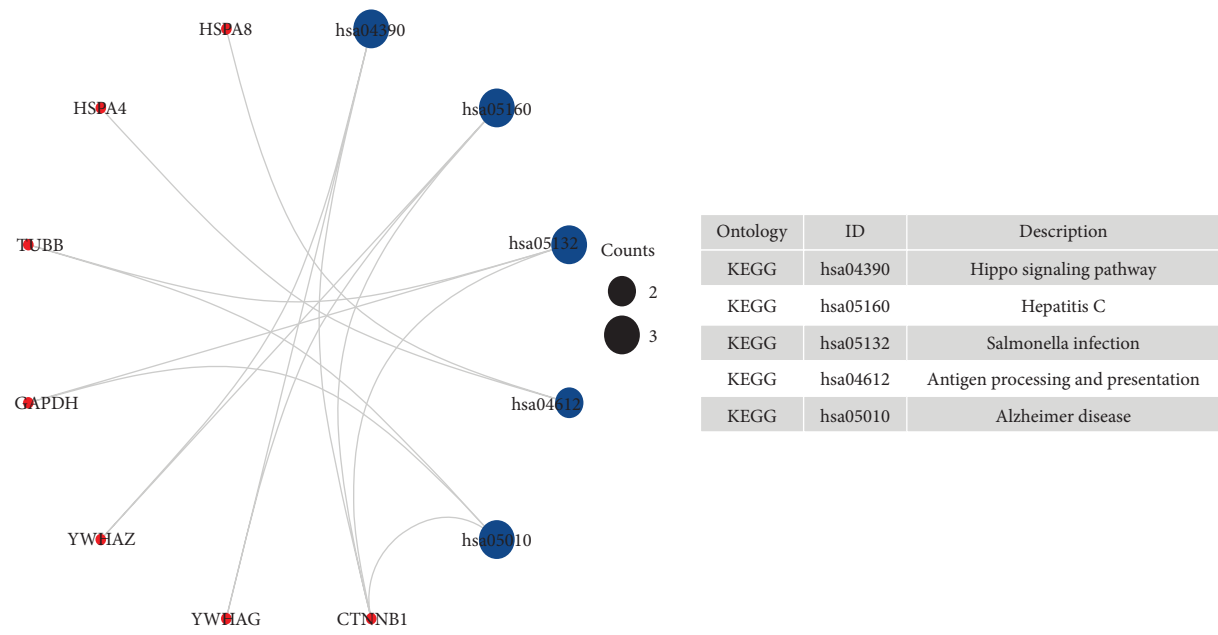 HSPA8
hsa04390
HSPA4
hsa05160
TUBB
hsa05132
Counts
2
3
GAPDH
hsa04612
YWHAZ
hsa05010
YWHAG
CTNNB1
Ontology ID Description
KEGG hsa04390 Hippo signaling pathway
KEGG hsa05160 Hepatitis C
KEGG hsa05132 Salmonella infection
KEGG hsa04612 Antigen processing and presentation
KEGG hsa05010 Alzheimer disease